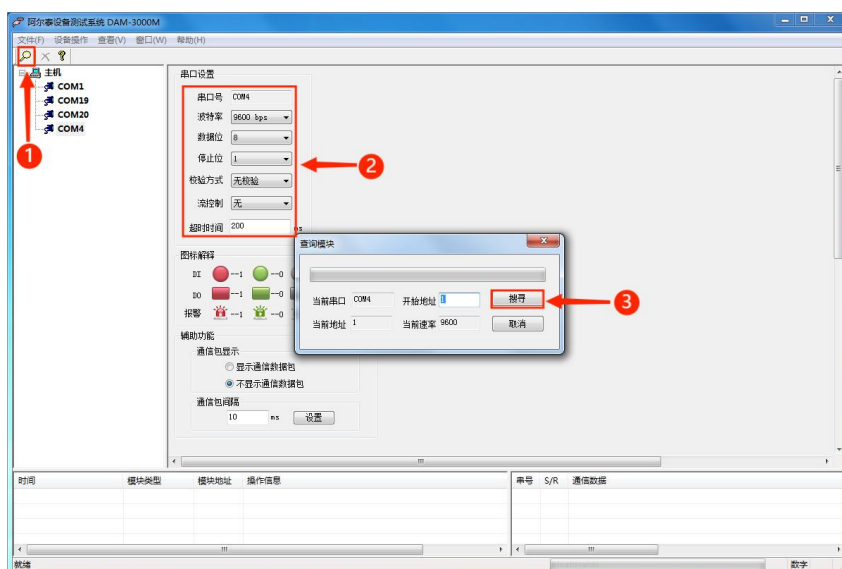 阿尔泰设备测试系统 DAM-3000M
文件(F) 设备操作 查看(V) 窗口(W) 帮助(H)
1
主机
COM1
COM19
COM20
COM4
串口设置
串口号 COM4
波特率 9600 bps
数据位 8
停止位 1
校验方式 无校验
流控制 无
超时时间 200 ms
2
图标解释
DI --1 --0
DO --1 --0
报警 --1 --0
辅助功能
通信包显示
显示通信数据包
不显示通信数据包
通信包间隔
10 ms 设置
查询模块
当前串口 COM4 开始地址 1 搜寻
当前地址 1 当前速率 9600 取消
3
时间 模块类型 模块地址 操作信息
串号 S/R 通信数据
就绪 数字